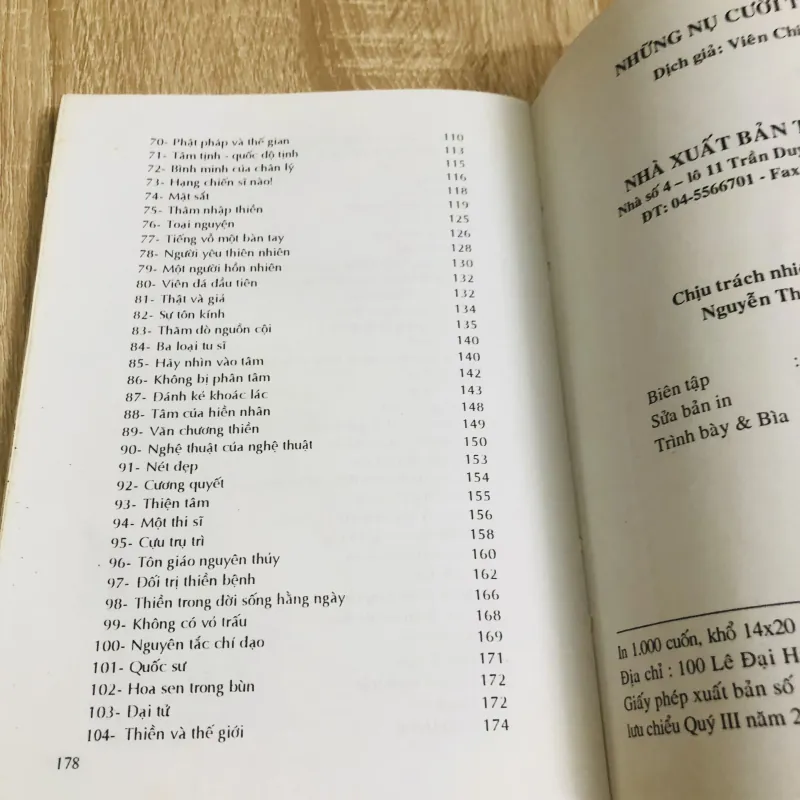 70- Phật pháp và thế gian 110
71- Tâm tịnh - quốc độ tịnh 113
72- Bình minh của chân lý 115
73- Hạng chiến sĩ nào! 116
74- Mặt sắt 118
75- Thâm nhập thiền 119
76- Toại nguyện 125
77- Tiếng vỗ một bàn tay 126
78- Người yêu thiên nhiên 128
79- Một người hồn nhiên 130
80- Viên đá đầu tiên 132
81- Thật và giả 132
82- Sự tôn kính 134
83- Thăm dò nguồn cội 135
84- Ba loại tu sĩ 140
85- Hãy nhìn vào tâm 140
86- Không bị phân tâm 142
87- Đánh kẻ khoác lác 143
88- Tâm của hiền nhân 148
89- Văn chương thiền 149
90- Nghệ thuật của nghệ thuật 150
91- Nét đẹp 153
92- Cương quyết 154
93- Thiện tâm 155
94- Một thi sĩ 156
95- Cựu trụ trì 158
96- Tôn giáo nguyên thúy 160
97- Đối trị thiền bệnh 162
98- Thiền trong đời sống hằng ngày 166
99- Không có vỏ trấu 168
100- Nguyên tắc chỉ đạo 169
101- Quốc sư 171
102- Hoa sen trong bùn 172
103- Đại tử 172
104- Thiền và thế giới 174
178
NHỮNG NỤ CƯỜI
Dịch giả: Viên
NHÀ XUẤT BẢN
Nhà số 4 – lô 11 Trần Duy
ĐT: 04-5566701 - Fax
Chịu trách
Nguyễn
Biên tập :
Sửa bản in
Trình bày & Bìa
In 1.000 cuốn, khổ 14x20
Địa chỉ : 100 Lê Đại
Giấy phép xuất bản số
lưu chiểu Quý III năm